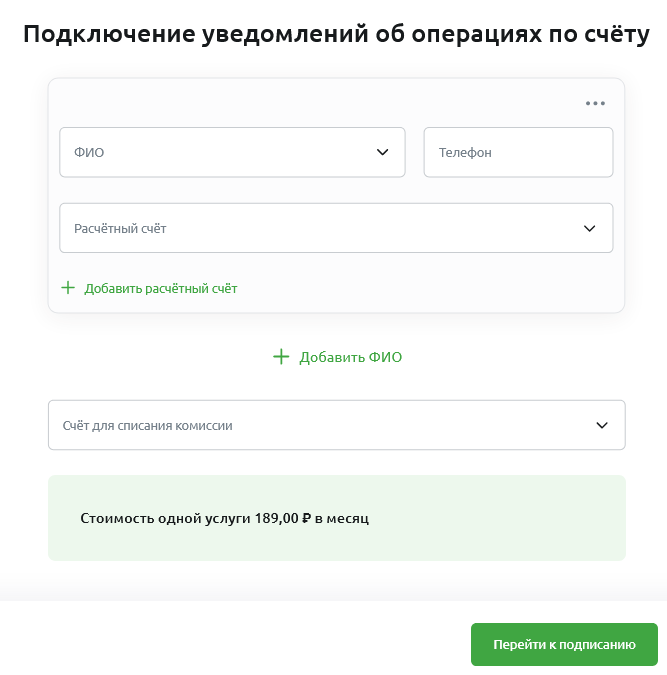 Подключение уведомлений об операциях по счёту
ФИО
Телефон
Расчётный счёт
Добавить расчётный счёт
Добавить ФИО
Счёт для списания комиссии
Стоимость одной услуги 189,00 ₽ в месяц
Перейти к подписанию